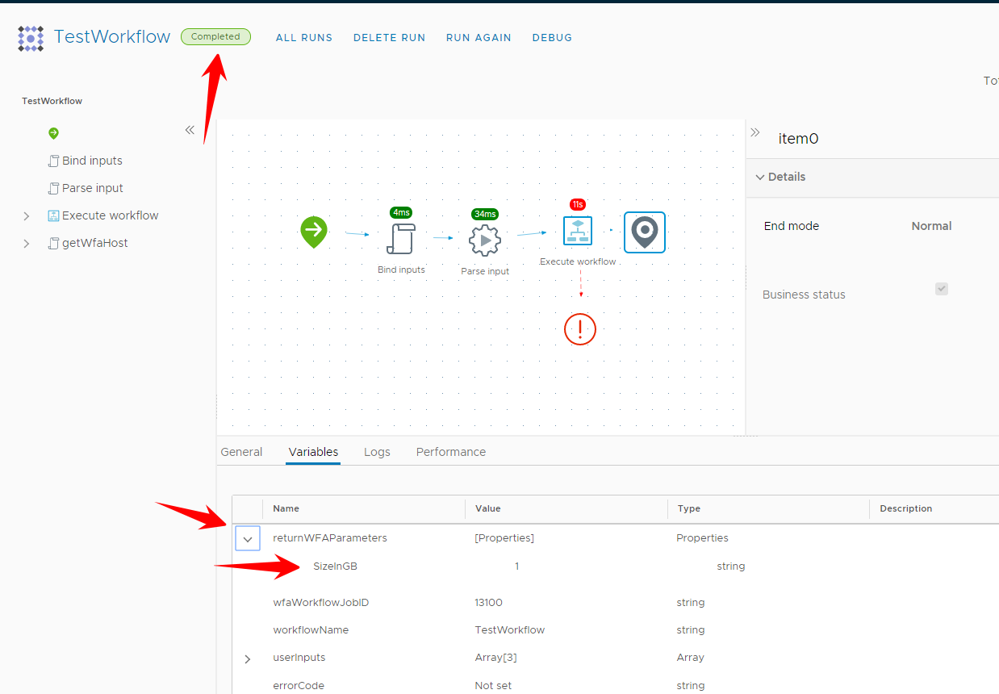 TestWorkflow Completed ALL RUNS DELETE RUN RUN AGAIN DEBUG
TestWorkflow
Bind inputs
Parse input
Execute workflow
getWfaHost
4ms
34ms
11s
Bind inputs
Parse input
Execute workflow
item0
Details
End mode Normal
Business status
General Variables Logs Performance
Name Value Type Description
returnWFAParameters [Properties] Properties
SizeInGB 1 string
wfaWorkflowJobID 13100 string
workflowName TestWorkflow string
userInputs Array[3] Array
errorCode Not set string